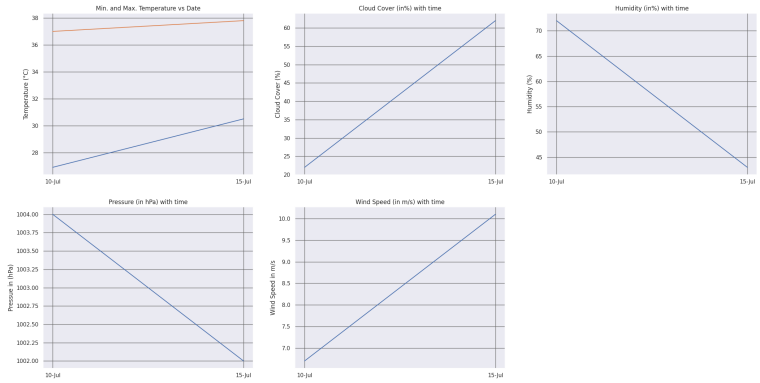 Min. and Max. Temperature vs Date
Temperature (°C)
38
36
34
32
30
28
10-Jul
15-Jul
Cloud Cover (in%) with time
Cloud Cover (%)
60
55
50
45
40
35
30
25
20
10-Jul
15-Jul
Humidity (in%) with time
Humidity (%)
70
65
60
55
50
45
10-Jul
15-Jul
Pressure (in hPa) with time
Pressue in (hPa)
1004.00
1003.75
1003.50
1003.25
1003.00
1002.75
1002.50
1002.25
1002.00
10-Jul
15-Jul
Wind Speed (in m/s) with time
Wind Speed in m/s
10.0
9.5
9.0
8.5
8.0
7.5
7.0
10-Jul
15-Jul